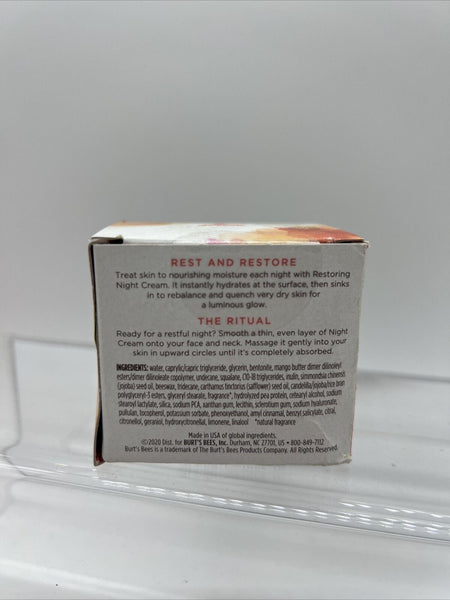 REST AND RESTORE
Treat skin to nourishing moisture each night with Restoring
Night Cream. It instantly hydrates at the surface, then sinks
in to rebalance and quench very dry skin for
a luminous glow.
THE RITUAL
Ready for a restful night? Smooth a thin, even layer of Night
Cream onto your face and neck. Massage it gently into your
skin in upward circles until it's completely absorbed.
INGREDIENTS: water, caprylic/capric triglyceride, glycerin, bentonite, mango butter dimer dilinoleyl
esters/dimer dilinoleate copolymer, undecane, squalane, C10-18 triglycerides, inulin, simmondsia chinensis
(jojoba) seed oil, beeswax, tridecane, carthamus tinctorius (safflower) seed oil, candelilla/jojoba/rice bran
polyglyceryl-3 esters, glyceryl stearate, fragrance*, hydrolyzed pea protein, cetearyl alcohol, sodium
stearoyl lactylate, silica, sodium PCA, xanthan gum, lecithin, sclerotium gum, sodium hyaluronate,
pullulan, tocopherol, potassium sorbate, phenoxyethanol, amyl cinnamal, benzyl salicylate, citral,
citronellol, geraniol, hydroxycitronellal, limonene, linalool *natural fragrance
Made in USA of global ingredients.
©2020 Dist. for BURT'S BEES, Inc. Durham, NC 27701, US • 800-849-7112
Burt's Bees is a trademark of The Burt's Bees Products Company. All Rights Reserved.